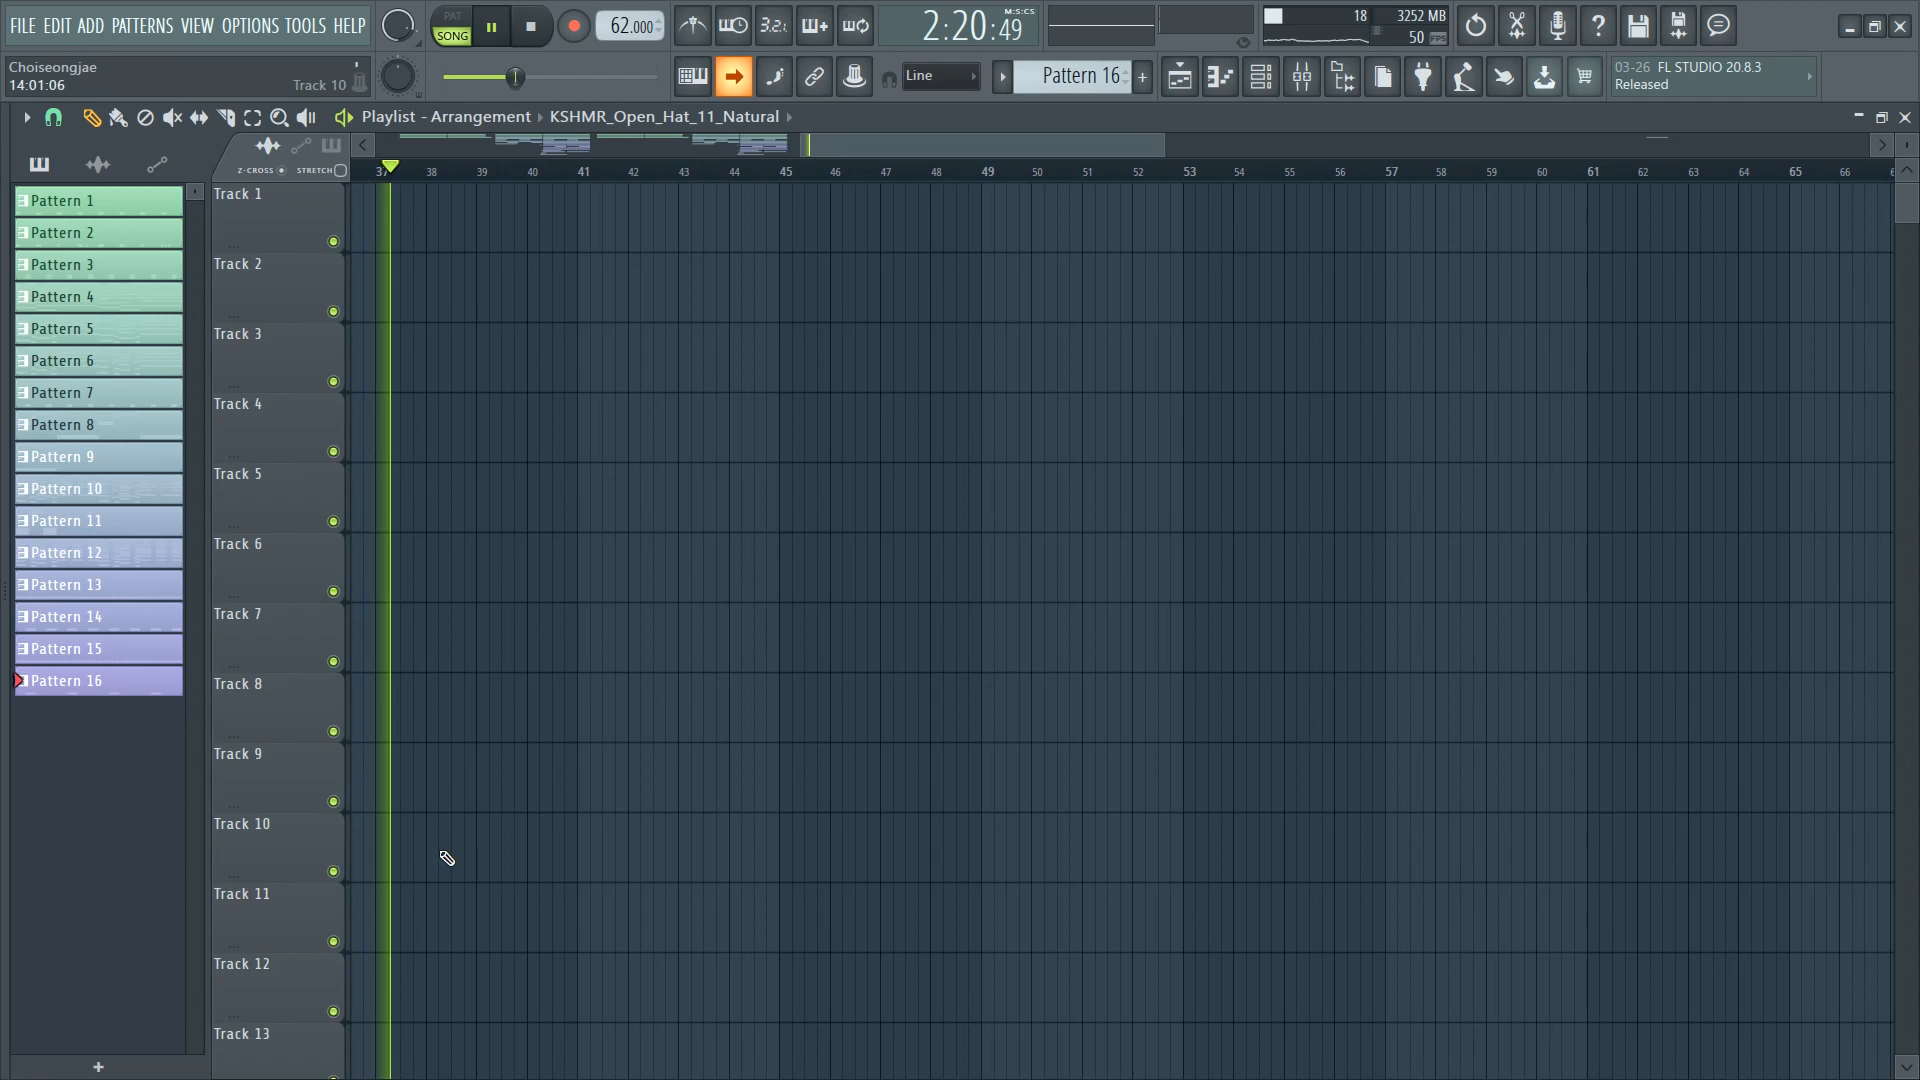 FILE EDIT ADD PATTERNS VIEW OPTIONS TOOLS HELP
PAT
SONG
62.000
3.2.
2:20:49
M:S:CS
18
3252 MB
50 FPS
Choiseongjae
14:01:06
Track 10
Line
Pattern 16
03-26 FL STUDIO 20.8.3
Released
Playlist - Arrangement KSHMR_Open_Hat_11_Natural
Z-CROSS STRETCH
37 38 39 40 41 42 43 44 45 46 47 48 49 50 51 52 53 54 55 56 57 58 59 60 61 62 63 64 65 66
Pattern 1
Pattern 2
Pattern 3
Pattern 4
Pattern 5
Pattern 6
Pattern 7
Pattern 8
Pattern 9
Pattern 10
Pattern 11
Pattern 12
Pattern 13
Pattern 14
Pattern 15
Pattern 16
Track 1
Track 2
Track 3
Track 4
Track 5
Track 6
Track 7
Track 8
Track 9
Track 10
Track 11
Track 12
Track 13